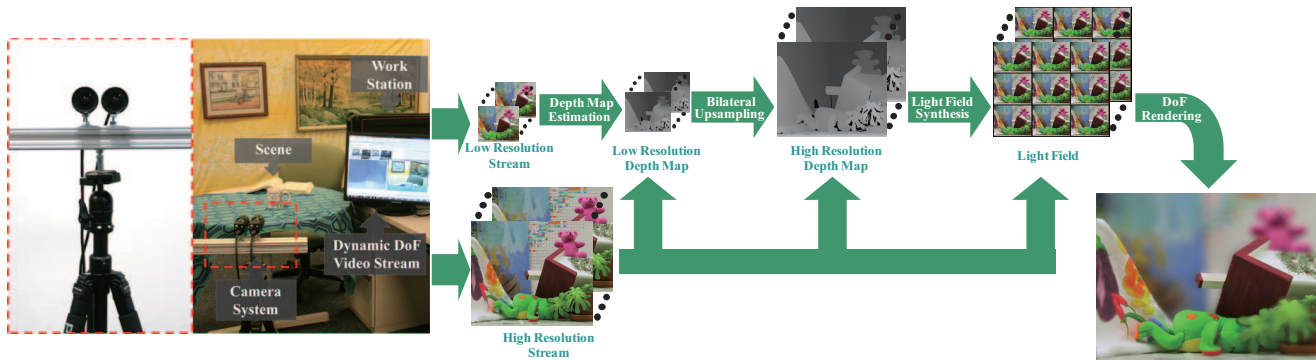 Work
Station
Scene
Dynamic DoF
Video Stream
Camera
System
Low Resolution
Stream
High Resolution
Stream
Depth Map
Estimation
Low Resolution
Depth Map
Bilateral
Upsampling
High Resolution
Depth Map
Light Field
Synthesis
Light Field
DoF
Rendering